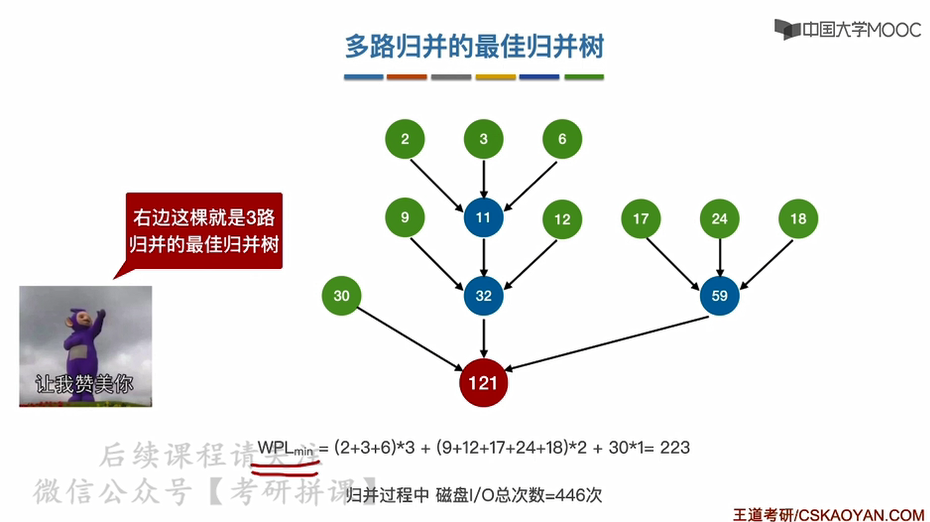 中国大学MOOC
多路归并的最佳归并树
2 3 6
9 11 12 17 24 18
30 32 59
121
右边这棵就是3路
归并的最佳归并树
让我赞美你
WPLmin = (2+3+6)*3 + (9+12+17+24+18)*2 + 30*1= 223
归并过程中 磁盘I/O总次数=446次
后续课程请关注
微信公众号【考研拼课】
王道考研/CSKAOYAN.COM